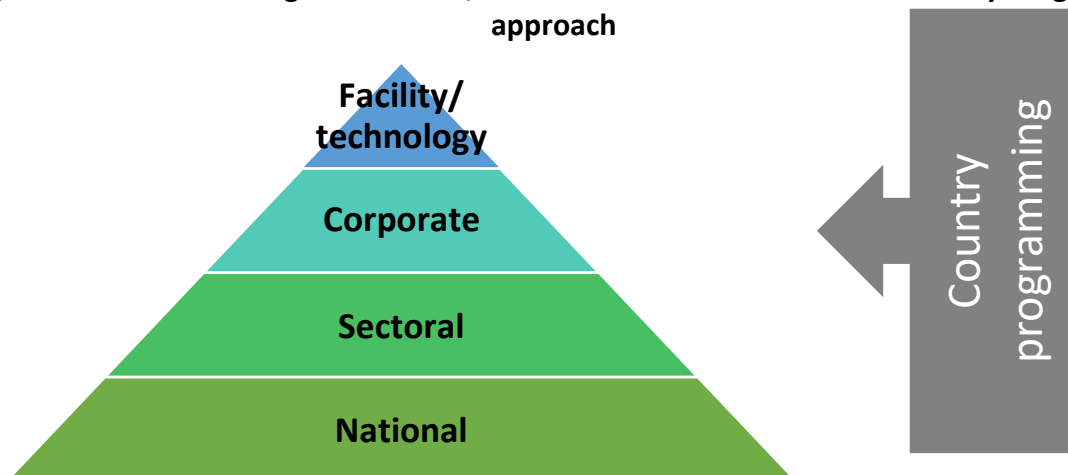 approach
Facility/
technology
Corporate
Sectoral
National
Country
programming